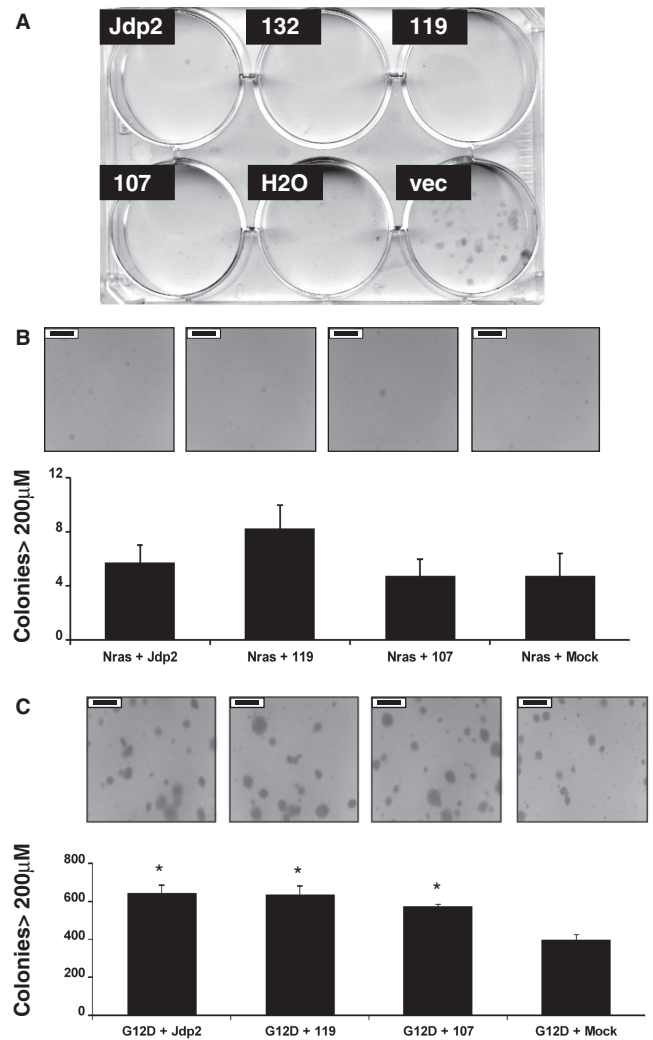 A
Jdp2 132 119
107 H2O vec
B
Colonies> 200µM
12
8
4
0
Nras + Jdp2 Nras + 119 Nras + 107 Nras + Mock
C
Colonies> 200µM
800
600
400
200
0
* * *
G12D + Jdp2 G12D + 119 G12D + 107 G12D + Mock